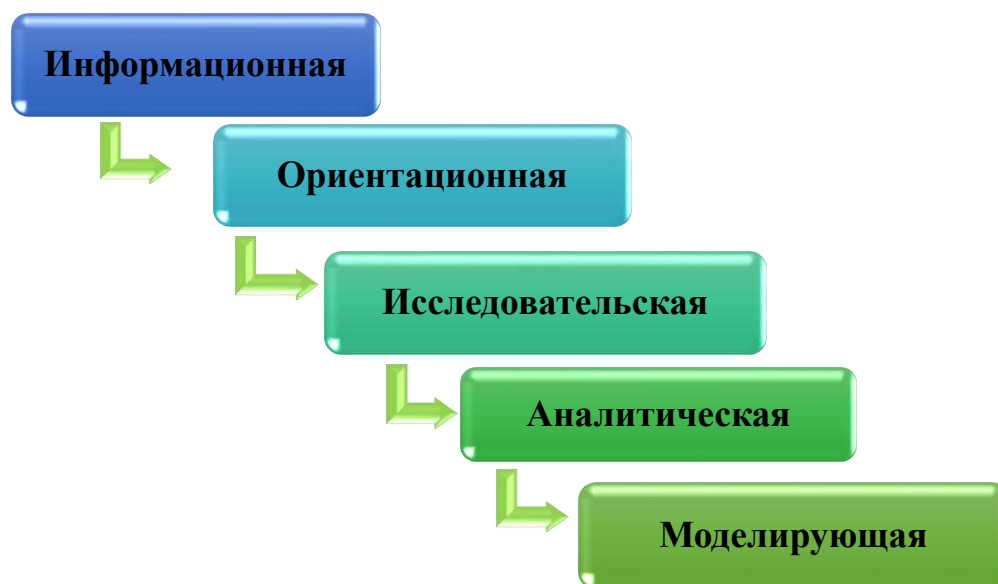 Информационная
Ориентационная
Исследовательская
Аналитическая
Моделирующая